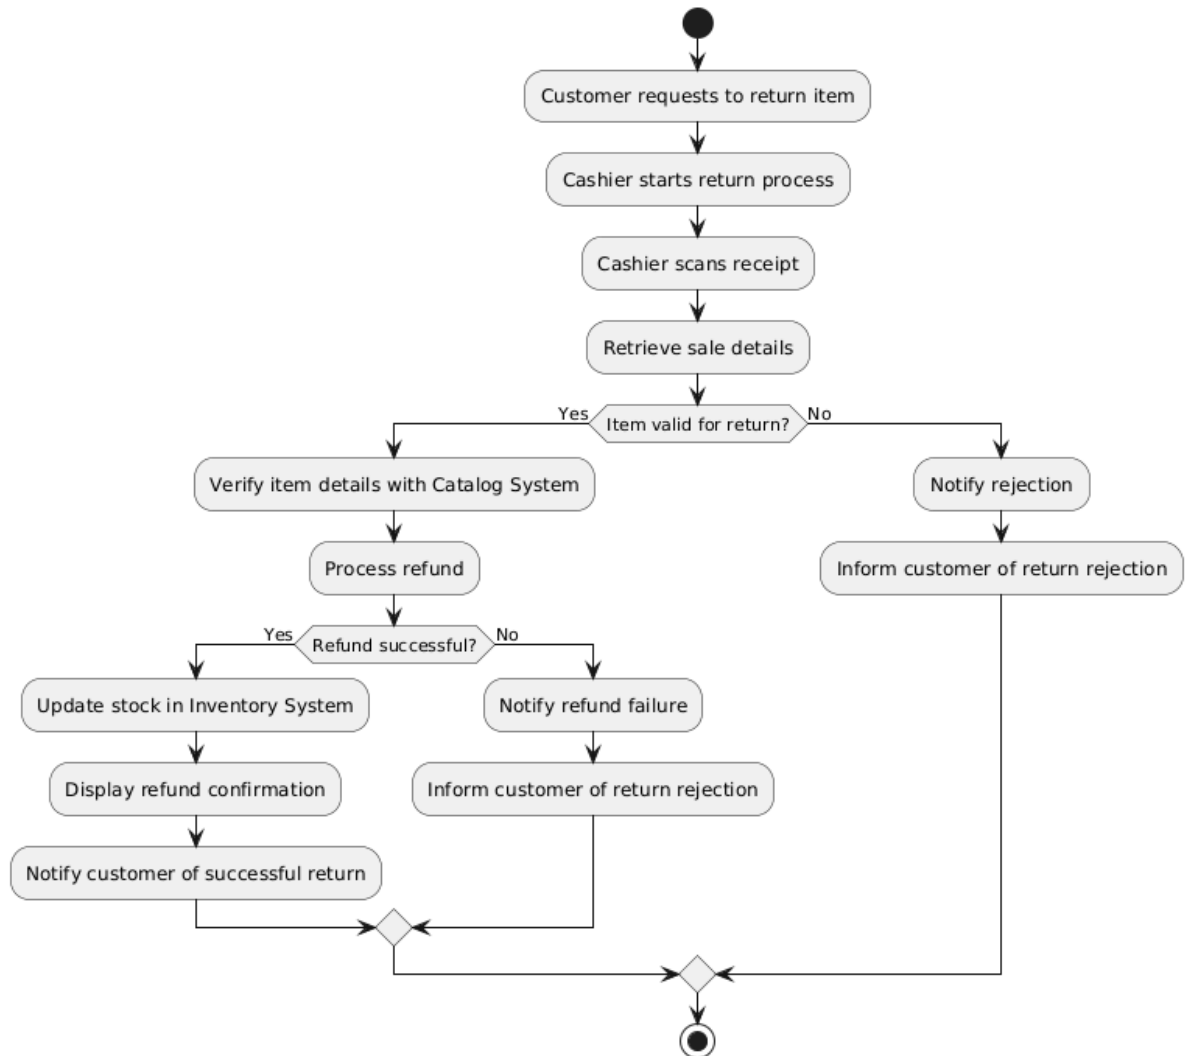 Customer requests to return item
Cashier starts return process
Cashier scans receipt
Retrieve sale details
Yes
Item valid for return?
No
Verify item details with Catalog System
Notify rejection
Process refund
Inform customer of return rejection
Yes
Refund successful?
No
Update stock in Inventory System
Notify refund failure
Display refund confirmation
Inform customer of return rejection
Notify customer of successful return